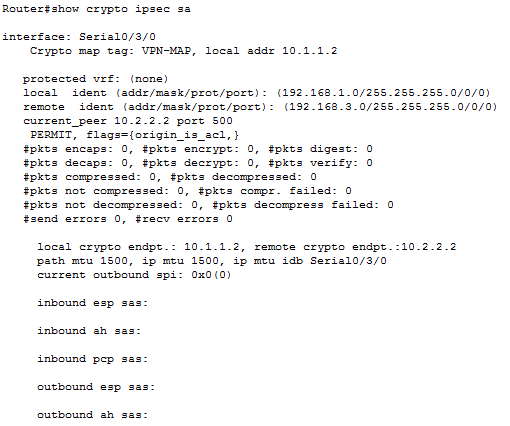 Router#show crypto ipsec sa
interface: Serial0/3/0
Crypto map tag: VPN-MAP, local addr 10.1.1.2
protected vrf: (none)
local ident (addr/mask/prot/port): (192.168.1.0/255.255.255.0/0/0)
remote ident (addr/mask/prot/port): (192.168.3.0/255.255.255.0/0/0)
current_peer 10.2.2.2 port 500
PERMIT, flags={origin_is_acl,}
#pkts encaps: 0, #pkts encrypt: 0, #pkts digest: 0
#pkts decaps: 0, #pkts decrypt: 0, #pkts verify: 0
#pkts compressed: 0, #pkts decompressed: 0
#pkts not compressed: 0, #pkts compr. failed: 0
#pkts not decompressed: 0, #pkts decompress failed: 0
#send errors 0, #recv errors 0
local crypto endpt.: 10.1.1.2, remote crypto endpt.:10.2.2.2
path mtu 1500, ip mtu 1500, ip mtu idb Serial0/3/0
current outbound spi: 0x0(0)
inbound esp sas:
inbound ah sas:
inbound pcp sas:
outbound esp sas:
outbound ah sas: